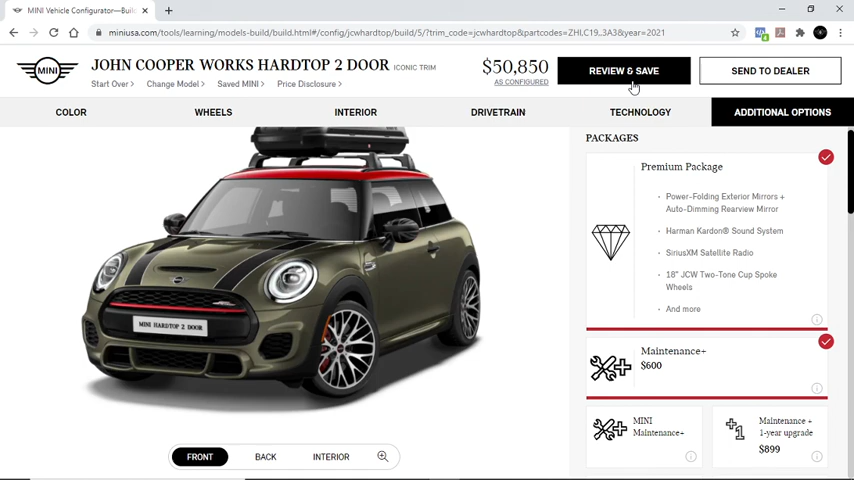 MINI Vehicle Configurator—Buil
miniusa.com/tools/learning/models-build/build.html#/config/jcwhardtop/build/5/?trim_code=jcwhardtop&partcodes=ZHLC19...3A3&year=2021
MINI
JOHN COOPER WORKS HARDTOP 2 DOOR ICONIC TRIM
Start Over >
Change Model >
Saved MINI >
Price Disclosure >
$50,850
AS CONFIGURED
REVIEW & SAVE
SEND TO DEALER
COLOR
WHEELS
INTERIOR
DRIVETRAIN
TECHNOLOGY
ADDITIONAL OPTIONS
MINI HARDTOP 2 DOOR
FRONT
BACK
INTERIOR
PACKAGES
Premium Package
• Power-Folding Exterior Mirrors +
Auto-Dimming Rearview Mirror
• Harman Kardon® Sound System
• SiriusXM Satellite Radio
• 18" JCW Two-Tone Cup Spoke
Wheels
• And more
Maintenance+
$600
MINI
Maintenance+
+1
Maintenance +
1-year upgrade
$899